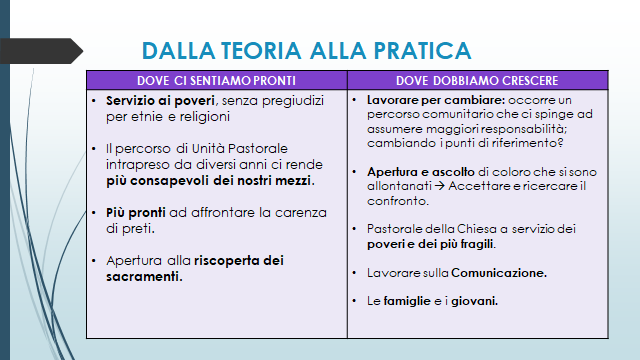 DALLA TEORIA ALLA PRATICA
DOVE CI SENTIAMO PRONTI
• Servizio ai poveri, senza pregiudizi
per etnie e religioni
• Il percorso di Unità Pastorale
intrapreso da diversi anni ci rende
più consapevoli dei nostri mezzi.
• Più pronti ad affrontare la carenza
di preti.
• Apertura alla riscoperta dei
sacramenti.
DOVE DOBBIAMO CRESCERE
• Lavorare per cambiare: occorre un
percorso comunitario che ci spinge ad
assumere maggiori responsabilità;
cambiando i punti di riferimento?
• Apertura e ascolto di coloro che si sono
allontanati → Accettare e ricercare il
confronto.
• Pastorale della Chiesa a servizio dei
poveri e dei più fragili.
• Lavorare sulla Comunicazione.
• Le famiglie e i giovani.